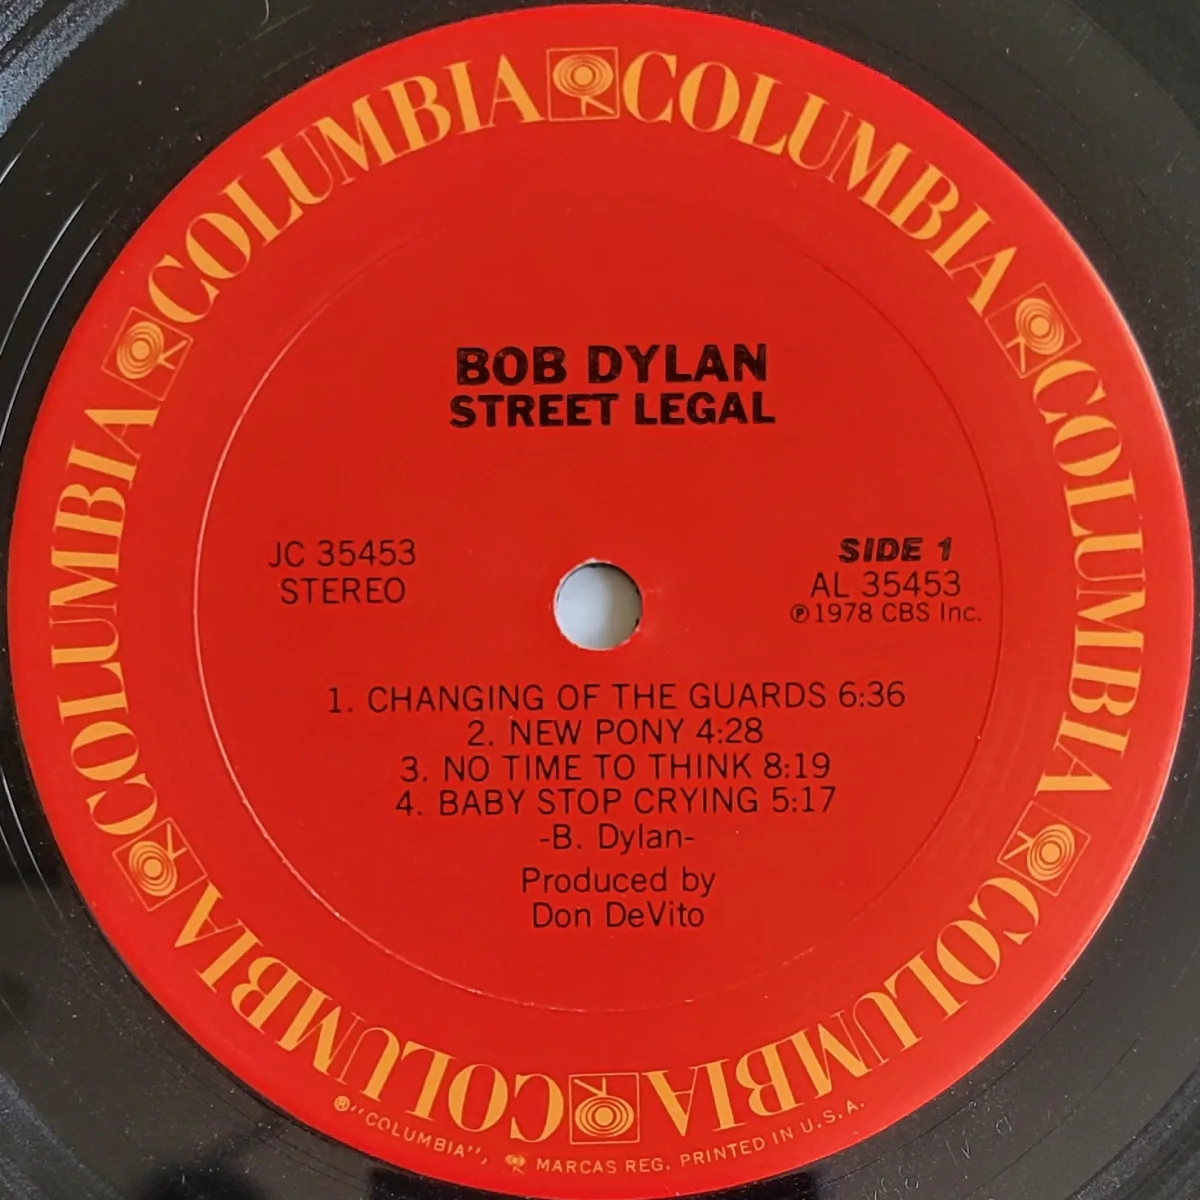 COLUMBIA COLUMBIA COLUMBIA COLUMBIA COLUMBIA COLUMBIA
BOB DYLAN
STREET LEGAL
JC 35453
STEREO
SIDE 1
AL 35453
℗ 1978 CBS Inc.
1. CHANGING OF THE GUARDS 6:36
2. NEW PONY 4:28
3. NO TIME TO THINK 8:19
4. BABY STOP CRYING 5:17
-B. Dylan-
Produced by
Don DeVito
®"COLUMBIA", MARCAS REG. PRINTED IN U.S.A.